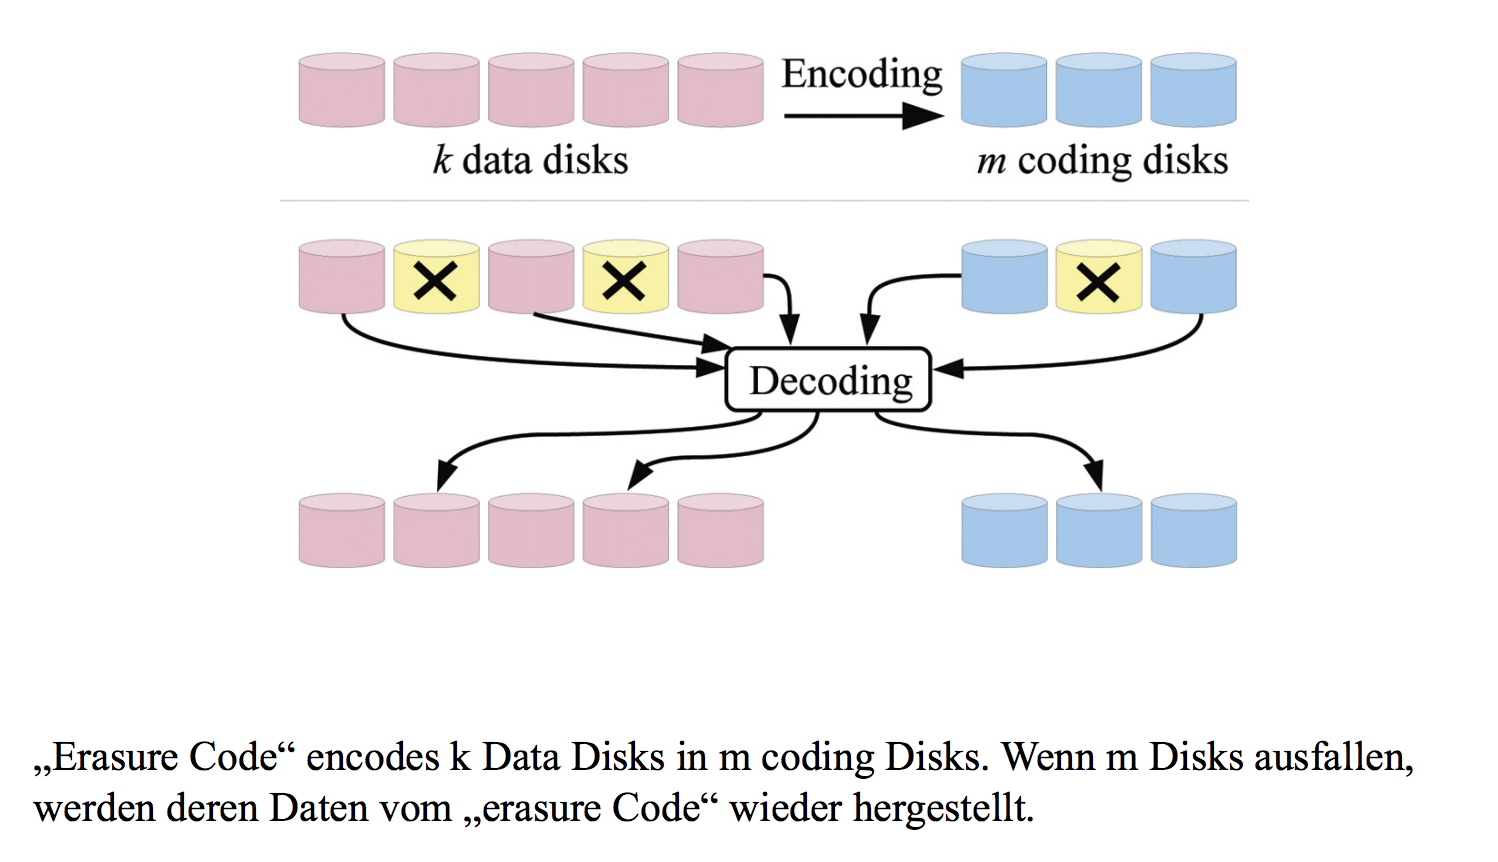 Encoding
k data disks
m coding disks
Decoding
„Erasure Code“ encodes k Data Disks in m coding Disks. Wenn m Disks ausfallen,
werden deren Daten vom „erasure Code“ wieder hergestellt.